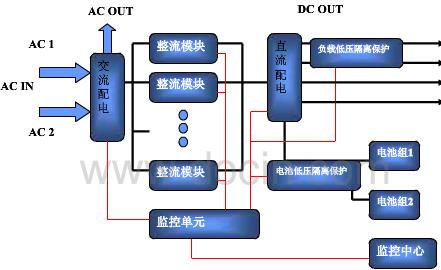 AC OUT
DC OUT
AC 1
AC IN
AC 2
交流配电
整流模块
整流模块
整流模块
直流配电
负载低压隔离保护
电池低压隔离保护
电池组1
电池组2
监控单元
监控中心